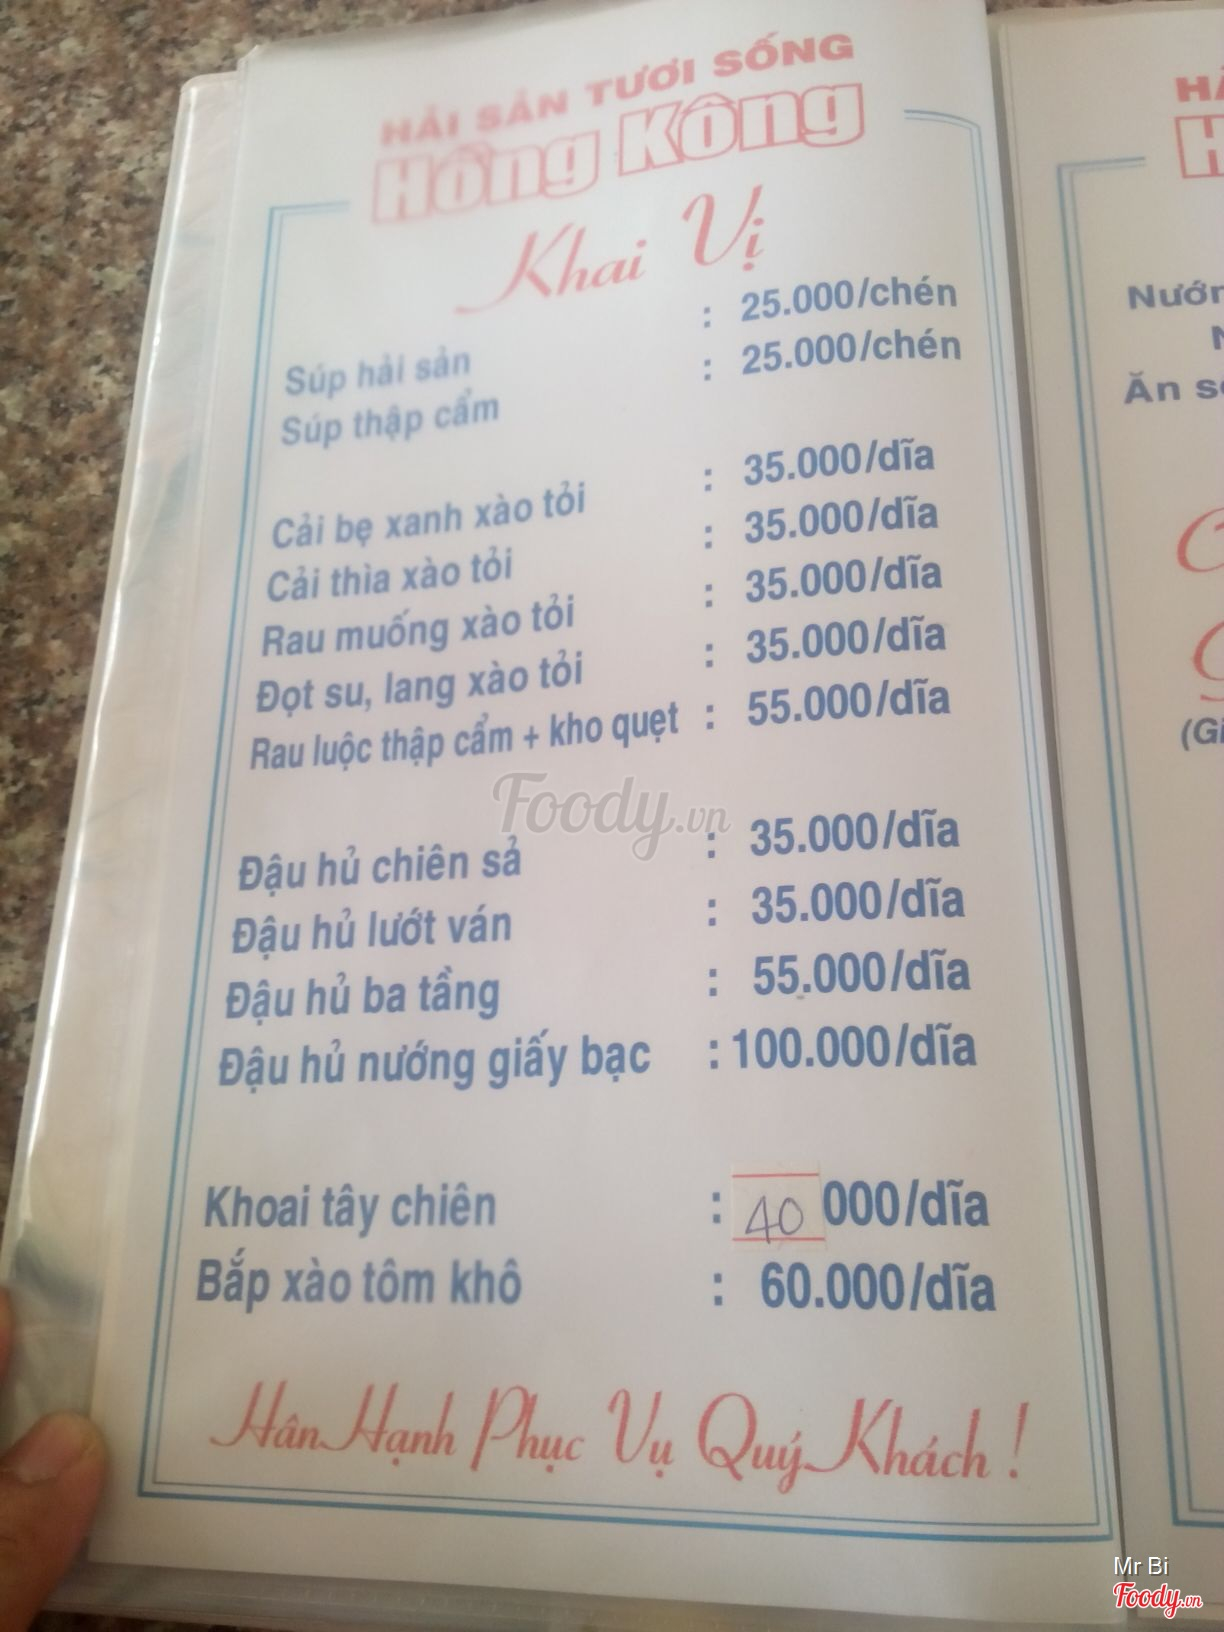 HẢI SẢN TƯƠI SỐNG
Hồng Kông
Khai Vị
Súp hải sản : 25.000/chén
Súp thập cẩm : 25.000/chén
Cải bẹ xanh xào tỏi : 35.000/dĩa
Cải thìa xào tỏi : 35.000/dĩa
Rau muống xào tỏi : 35.000/dĩa
Đọt su, lang xào tỏi : 35.000/dĩa
Rau luộc thập cẩm + kho quẹt : 55.000/dĩa
Đậu hủ chiên sả : 35.000/dĩa
Đậu hủ lướt ván : 35.000/dĩa
Đậu hủ ba tầng : 55.000/dĩa
Đậu hủ nướng giấy bạc : 100.000/dĩa
Khoai tây chiên : 40 000/dĩa
Bắp xào tôm khô : 60.000/dĩa
Hân Hạnh Phục Vụ Quý Khách !
Foody.vn
Nướn
Ăn
Mr Bi
Foody.vn